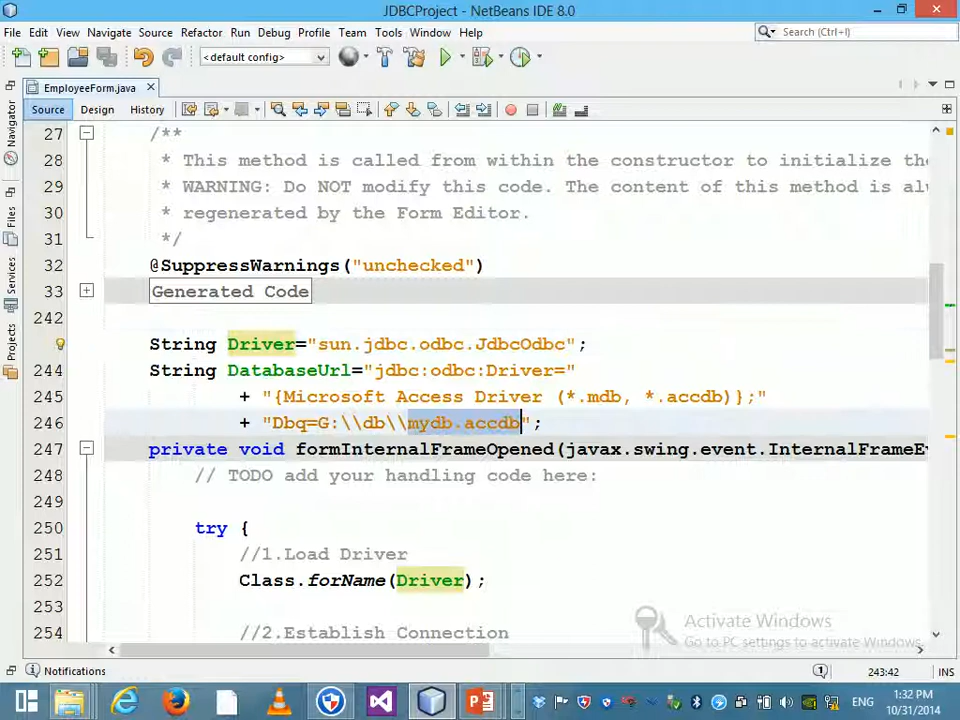 JDBCProject - NetBeans IDE 8.0
File Edit View Navigate Source Refactor Run Debug Profile Team Tools Window Help
Search (Ctrl+I)
<default config>
EmployeeForm.java
Source Design History
Navigator
Files
Services
Projects
27 /**
28 * This method is called from within the constructor to initialize the
29 * WARNING: Do NOT modify this code. The content of this method is alw
30 * regenerated by the Form Editor.
31 */
32 @SuppressWarnings("unchecked")
33 Generated Code
242
String Driver="sun.jdbc.odbc.JdbcOdbc";
244 String DatabaseUrl="jdbc:odbc:Driver="
245 + "{Microsoft Access Driver (*.mdb, *.accdb)};"
246 + "Dbq=G:\\db\\mydb.accdb";
247 private void formInternalFrameOpened(javax.swing.event.InternalFrameEv
248 // TODO add your handling code here:
249
250 try {
251 //1.Load Driver
252 Class.forName(Driver);
253
254 //2.Establish Connection
Activate Windows
Go to PC settings to activate Windows.
Notifications
1
243:42
INS
ENG
1:32 PM
10/31/2014